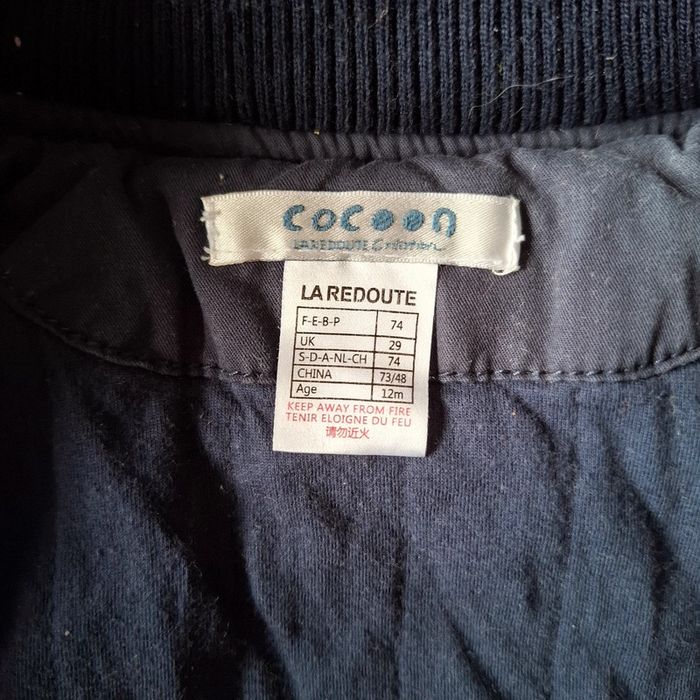 cocoon
LA REDOUTE Création
LA REDOUTE
F-E-B-P 74
UK 29
S-D-A-NL-CH 74
CHINA 73/48
Age 12m
KEEP AWAY FROM FIRE
TENIR ELOIGNE DU FEU
请勿近火